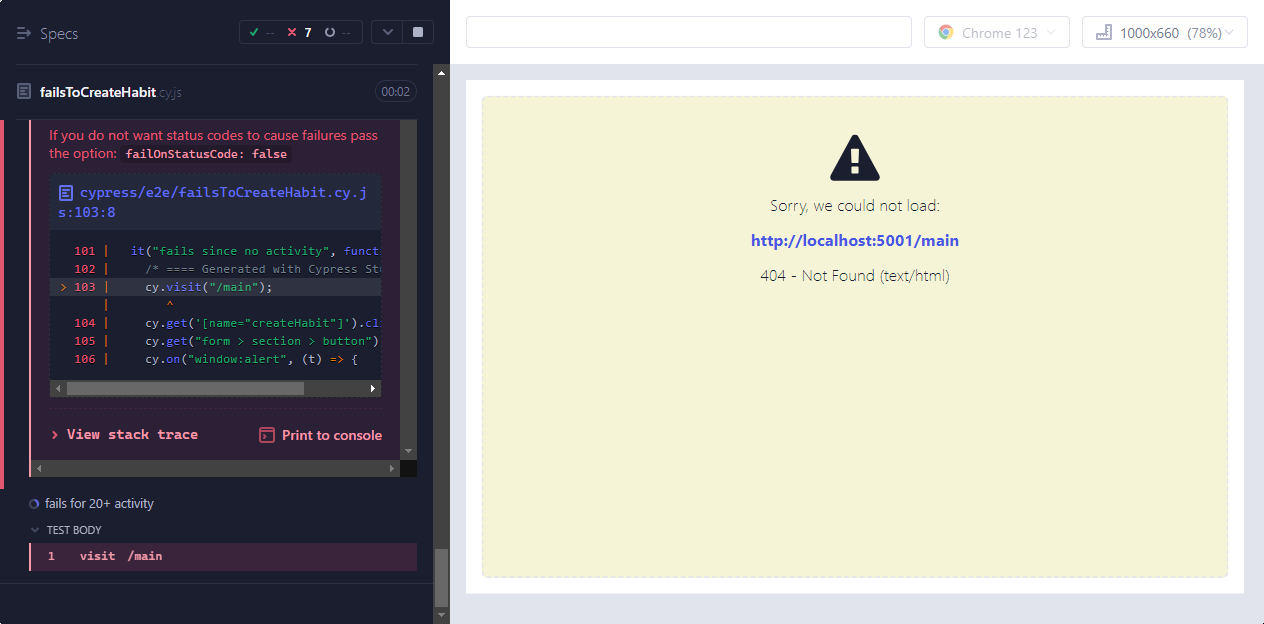 Specs
-- 7 --
failsToCreateHabit.cy.js 00:02
If you do not want status codes to cause failures pass
the option: failOnStatusCode: false
cypress/e2e/failsToCreateHabit.cy.j
s:103:8
101 | it("fails since no activity", functi
102 | /* ==== Generated with Cypress Stu
> 103 | cy.visit("/main");
| ^
104 | cy.get('[name="createHabit"]').cli
105 | cy.get("form > section > button")
106 | cy.on("window:alert", (t) => {
View stack trace
Print to console
fails for 20+ activity
TEST BODY
1 visit /main
Chrome 123
1000x660 (78%)
Sorry, we could not load:
http://localhost:5001/main
404 - Not Found (text/html)